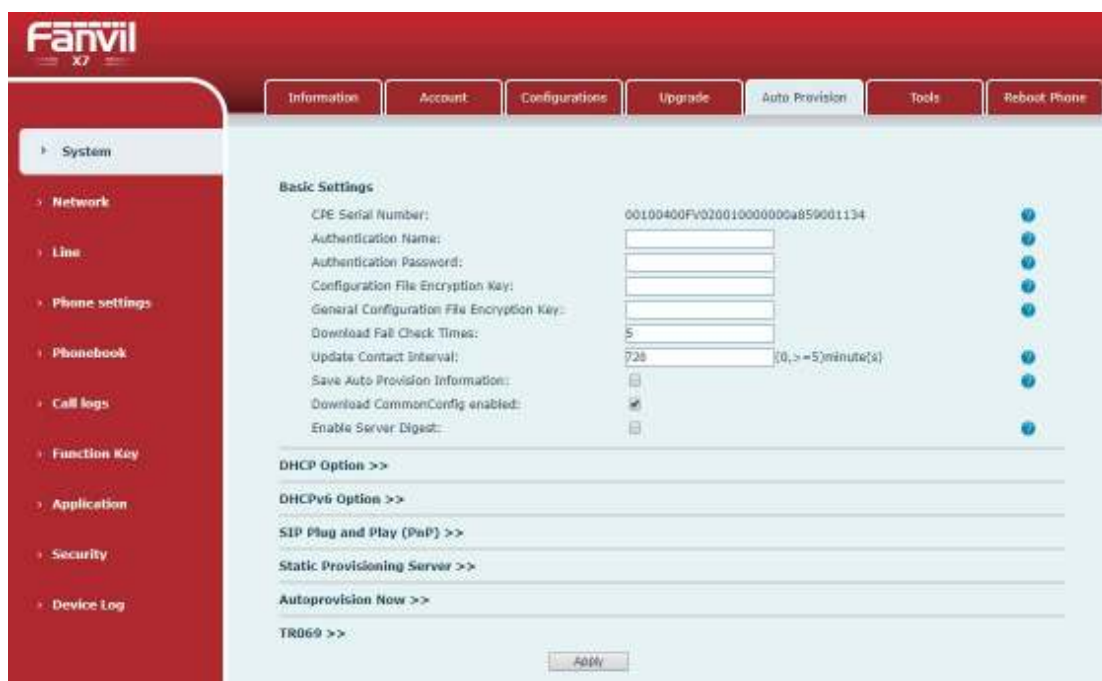 Fanvil
X7
Information Account Configurations Upgrade Auto Provision Tools Reboot Phone
System
Network
Line
Phone settings
Phonebook
Call logs
Function Key
Application
Security
Device Log
Basic Settings
CPE Serial Number: 00100400FV020010000000a859001134
Authentication Name:
Authentication Password:
Configuration File Encryption Key:
General Configuration File Encryption Key:
Download Fail Check Times: 5
Update Contact Interval: 720 (0,>=5)minute(s)
Save Auto Provision Information:
Download CommonConfig enabled:
Enable Server Digest:
DHCP Option >>
DHCPv6 Option >>
SIP Plug and Play (PnP) >>
Static Provisioning Server >>
Autoprovision Now >>
TR069 >>
Apply